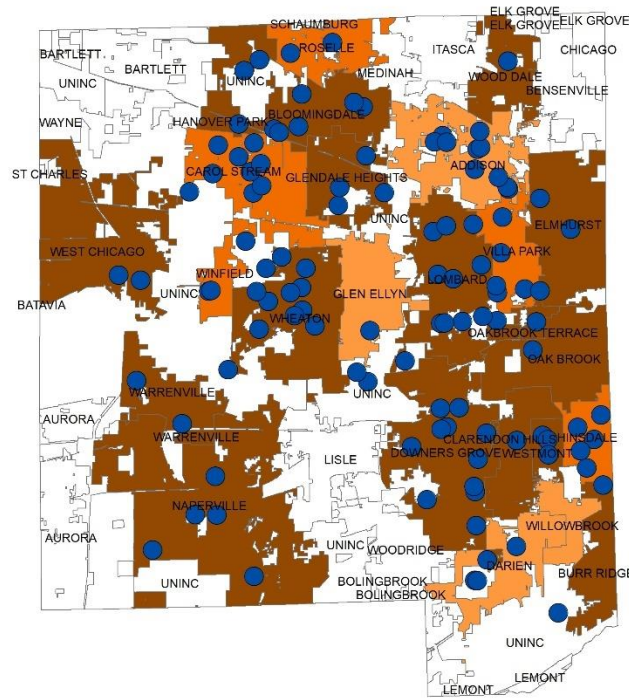 ELK GROVE
SCHAUMBURG
ELK GROVE
ELK GROVE
ROSELLE
BARTLETT
ITASCA
CHICAGO
BARTLETT
MEDINAH
UNINC
UNINC
WOOD DALE
BENSENVILLE
WAYNE
HANOVER PARK
BLOOMINGDALE
ADDISON
ST CHARLES
CAROL STREAM
GLENDALE HEIGHTS
UNINC
ELMHURST
WEST CHICAGO
VILLA PARK
WINFIELD
LOMBARD
UNINC
GLEN ELLYN
BATAVIA
WHEATON
OAKBROOK TERRACE
OAK BROOK
WARRENVILLE
UNINC
AURORA
WARRENVILLE
CLARENDON HILLS
HINSDALE
DOWNERS GROVE
WESTMONT
LISLE
NAPERVILLE
WILLOWBROOK
AURORA
UNINC
WOODRIDGE
DARIEN
UNINC
BOLINGBROOK
BURR RIDGE
BOLINGBROOK
UNINC
LEMONT
LEMONT